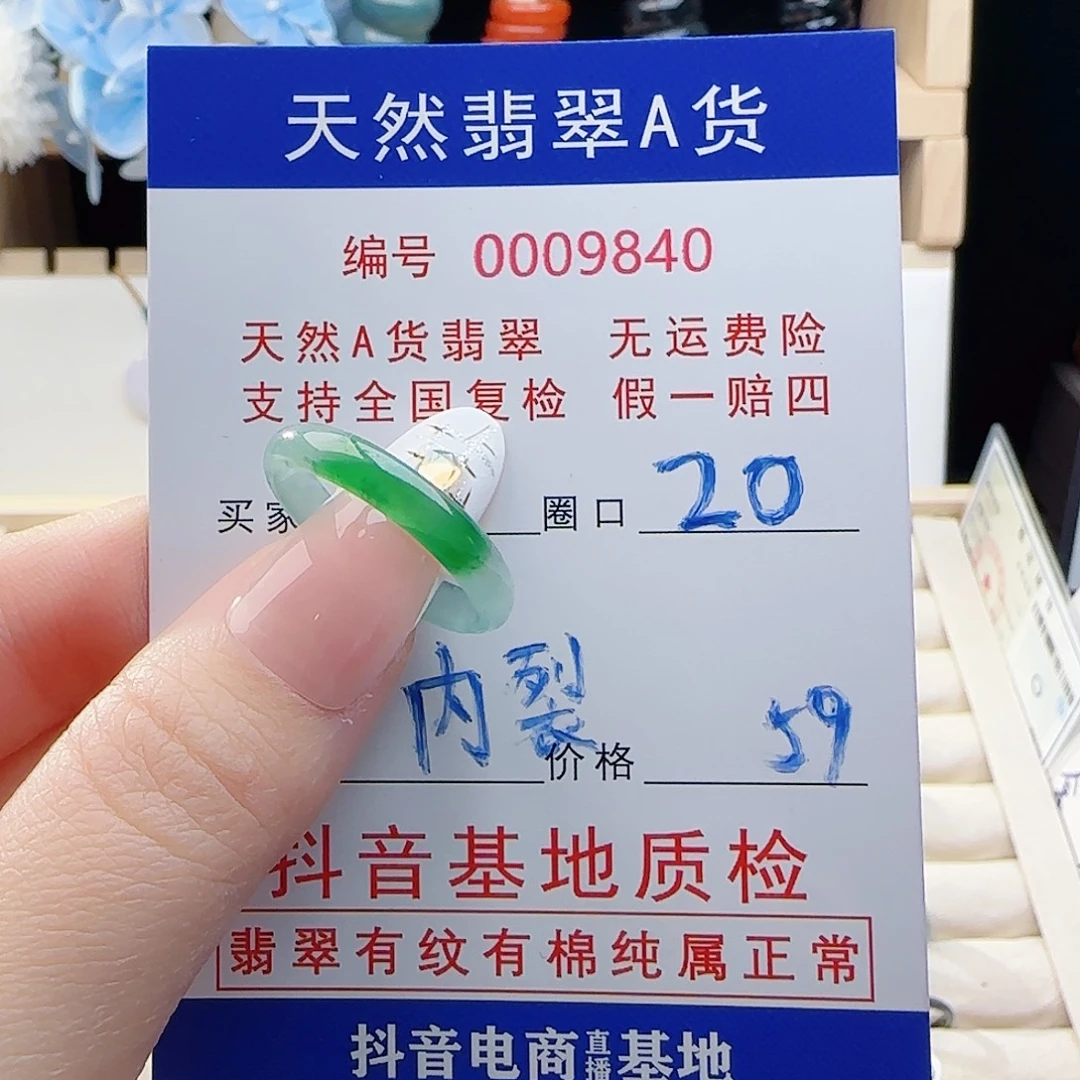 天然翡翠A货
编号 0009840
天然A货翡翠 无运费险
支持全国复检 假一赔四
买家 圈口 20
内裂 价格 59
抖音基地质检
翡翠有纹有棉纯属正常
抖音电商直播基地